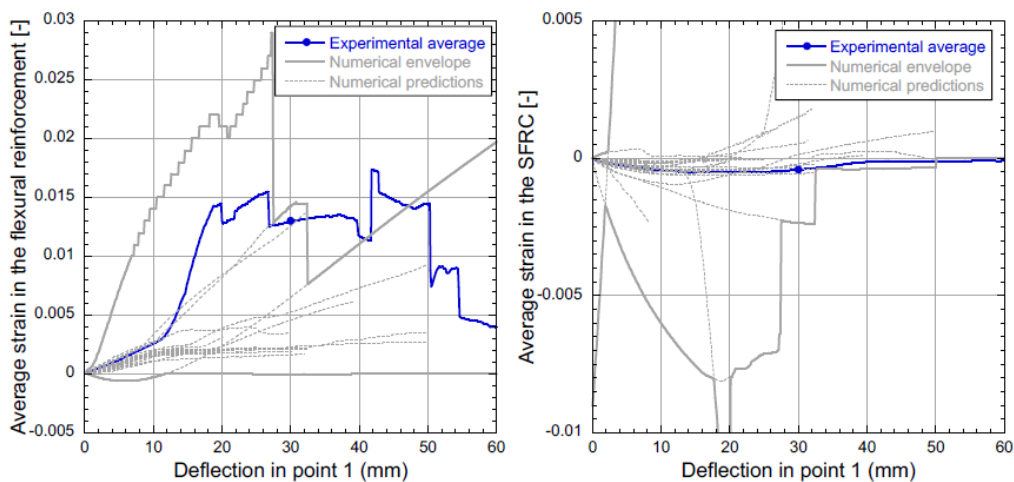 Average strain in the flexural reinforcement [-]
0.03
0.025
0.02
0.015
0.01
0.005
0
-0.005
Experimental average
Numerical envelope
Numerical predictions
0 10 20 30 40 50 60
Deflection in point 1 (mm)
Average strain in the SFRC [-]
0.005
0
-0.005
-0.01
Experimental average
Numerical envelope
Numerical predictions
0 10 20 30 40 50 60
Deflection in point 1 (mm)